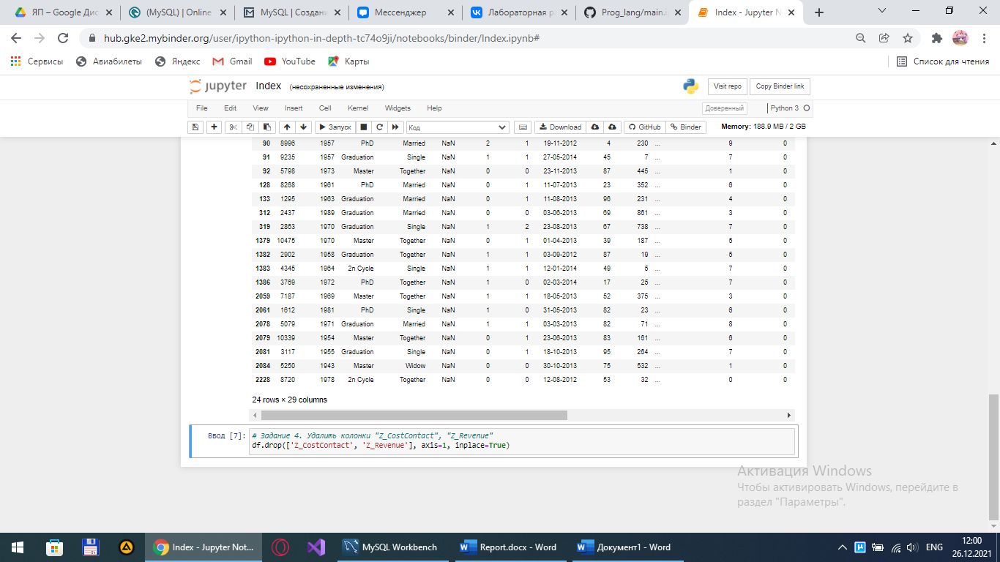 ЯП – Google Дис
(MySQL) | Online
MySQL | Создани
Мессенджер
Лабораторная р
Prog_lang/main.i
Index - Jupyter N
hub.gke2.mybinder.org/user/ipython-ipython-in-depth-tc74o9ji/notebooks/binder/Index.ipynb#
Сервисы Авиабилеты Яндекс Gmail YouTube Карты Список для чтения
jupyter Index (несохраненные изменения) Visit repo Copy Binder link
File Edit View Insert Cell Kernel Widgets Help Доверенный Python 3
Запуск Код Download GitHub Binder Memory: 188.9 MB / 2 GB
90 8996 1957 PhD Married NaN 2 1 19-11-2012 4 230 ... 9 0
91 9235 1957 Graduation Single NaN 1 1 27-05-2014 45 7 ... 7 0
92 5798 1973 Master Together NaN 0 0 23-11-2013 87 445 ... 1 0
128 8268 1961 PhD Married NaN 0 1 11-07-2013 23 352 ... 6 0
133 1295 1963 Graduation Married NaN 0 1 11-08-2013 96 231 ... 4 0
312 2437 1989 Graduation Married NaN 0 0 03-06-2013 69 861 ... 3 0
319 2863 1970 Graduation Single NaN 1 2 23-08-2013 67 738 ... 7 0
1379 10475 1970 Master Together NaN 0 1 01-04-2013 39 187 ... 5 0
1382 2902 1958 Graduation Together NaN 1 1 03-09-2012 87 19 ... 5 0
1383 4345 1964 2n Cycle Single NaN 1 1 12-01-2014 49 5 ... 7 0
1386 3769 1972 PhD Together NaN 1 0 02-03-2014 17 25 ... 7 0
2059 7187 1969 Master Together NaN 1 1 18-05-2013 52 375 ... 3 0
2061 1612 1981 PhD Single NaN 1 0 31-05-2013 82 23 ... 6 0
2078 5079 1971 Graduation Married NaN 1 1 03-03-2013 82 71 ... 8 0
2079 10339 1954 Master Together NaN 0 1 23-06-2013 83 161 ... 6 0
2081 3117 1955 Graduation Single NaN 0 1 18-10-2013 95 264 ... 7 0
2084 5250 1943 Master Widow NaN 0 0 30-10-2013 75 532 ... 1 0
2228 8720 1978 2n Cycle Together NaN 0 0 12-08-2012 53 32 ... 0 0
24 rows × 29 columns
Ввод [7]: # Задание 4. Удалить колонки "Z_CostContact", "Z_Revenue"
df.drop(['Z_CostContact', 'Z_Revenue'], axis=1, inplace=True)
Активация Windows
Чтобы активировать Windows, перейдите в
раздел "Параметры".
Index - Jupyter Not...
MySQL Workbench
Report.docx - Word
Документ1 - Word
ENG
12:00
26.12.2021